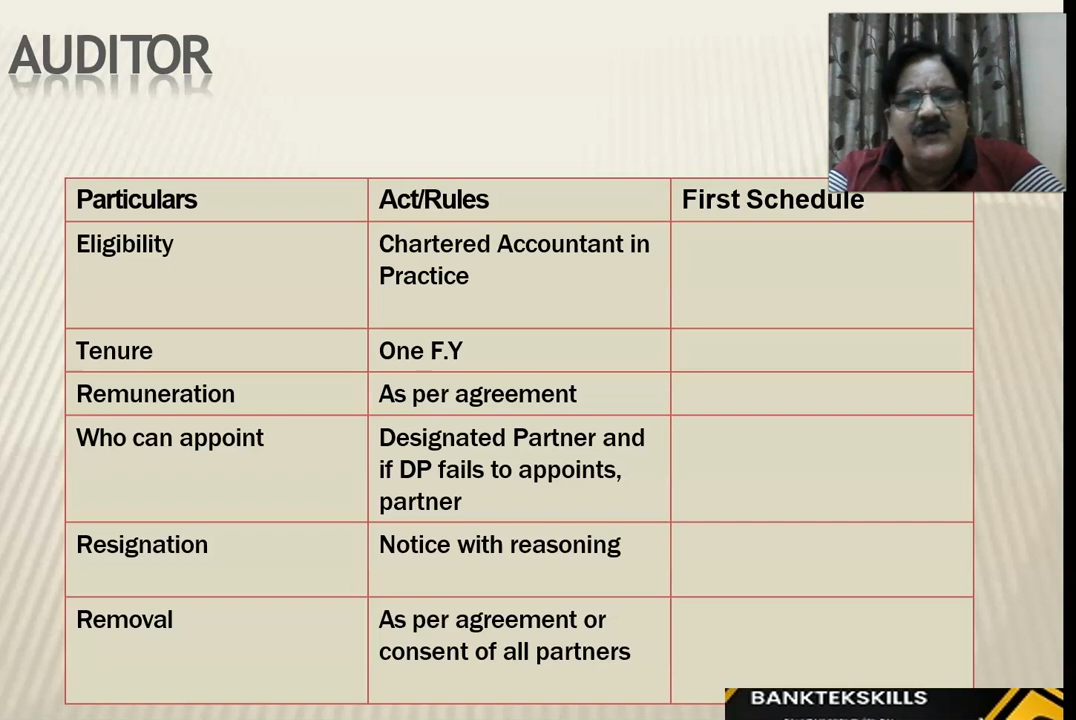 AUDITOR
Particulars
Act/Rules
First Schedule
Eligibility
Chartered Accountant in
Practice
Tenure
One F.Y
Remuneration
As per agreement
Who can appoint
Designated Partner and
if DP fails to appoints,
partner
Resignation
Notice with reasoning
Removal
As per agreement or
consent of all partners
BANKTEKSKILLS